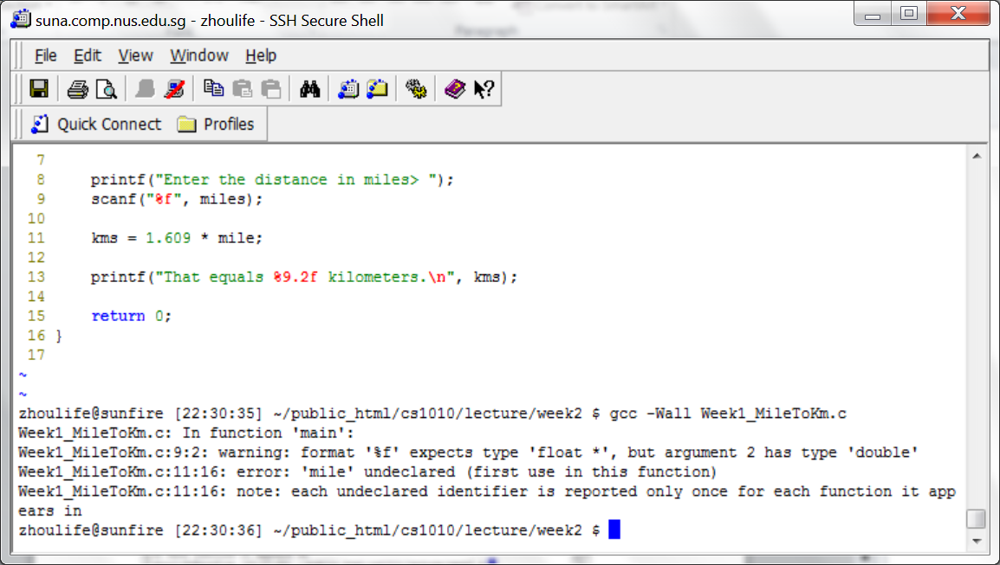 suna.comp.nus.edu.sg - zhoulife - SSH Secure Shell
File Edit View Window Help
Quick Connect Profiles
7
8 printf("Enter the distance in miles> ");
9 scanf("%f", miles);
10
11 kms = 1.609 * mile;
12
13 printf("That equals %9.2f kilometers.\n", kms);
14
15 return 0;
16 }
17
~
~
zhoulife@sunfire [22:30:35] ~/public_html/cs1010/lecture/week2 $ gcc -Wall Week1_MileToKm.c
Week1_MileToKm.c: In function 'main':
Week1_MileToKm.c:9:2: warning: format '%f' expects type 'float *', but argument 2 has type 'double'
Week1_MileToKm.c:11:16: error: 'mile' undeclared (first use in this function)
Week1_MileToKm.c:11:16: note: each undeclared identifier is reported only once for each function it app
ears in
zhoulife@sunfire [22:30:36] ~/public_html/cs1010/lecture/week2 $